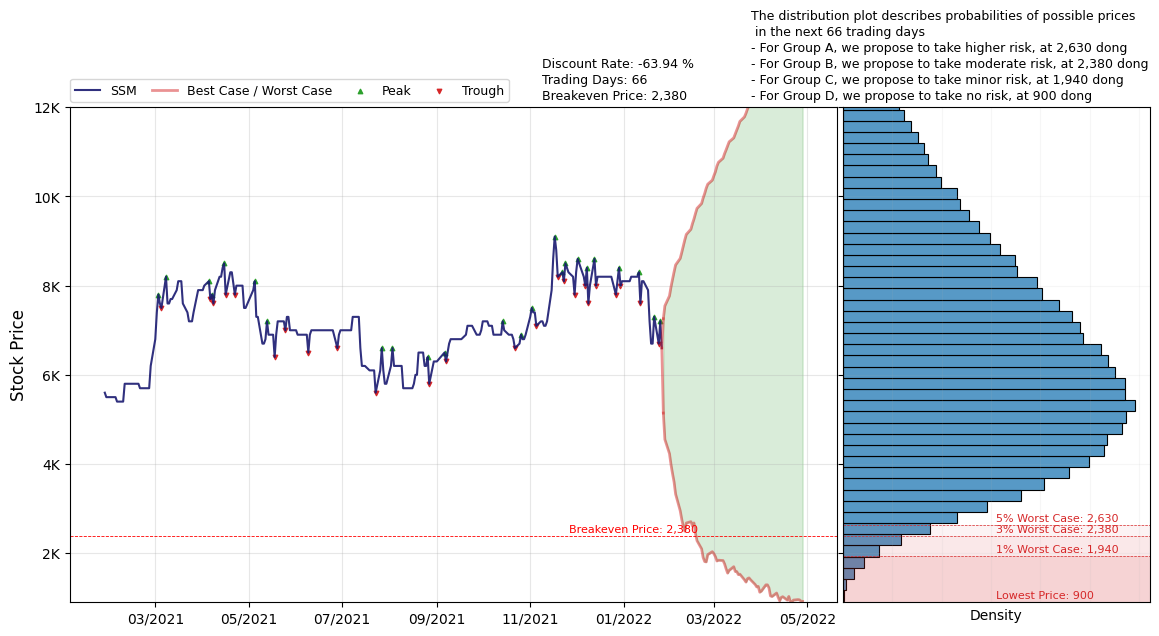 The distribution plot describes probabilities of possible prices
in the next 66 trading days
- For Group A, we propose to take higher risk, at 2,630 dong
- For Group B, we propose to take moderate risk, at 2,380 dong
- For Group C, we propose to take minor risk, at 1,940 dong
- For Group D, we propose to take no risk, at 900 dong
Discount Rate: -63.94 %
Trading Days: 66
Breakeven Price: 2,380
SSM
Best Case / Worst Case
Peak
Trough
Stock Price
12K
10K
8K
6K
4K
2K
Breakeven Price: 2,380
03/2021
05/2021
07/2021
09/2021
11/2021
01/2022
03/2022
05/2022
5% Worst Case: 2,630
3% Worst Case: 2,380
1% Worst Case: 1,940
Lowest Price: 900
Density